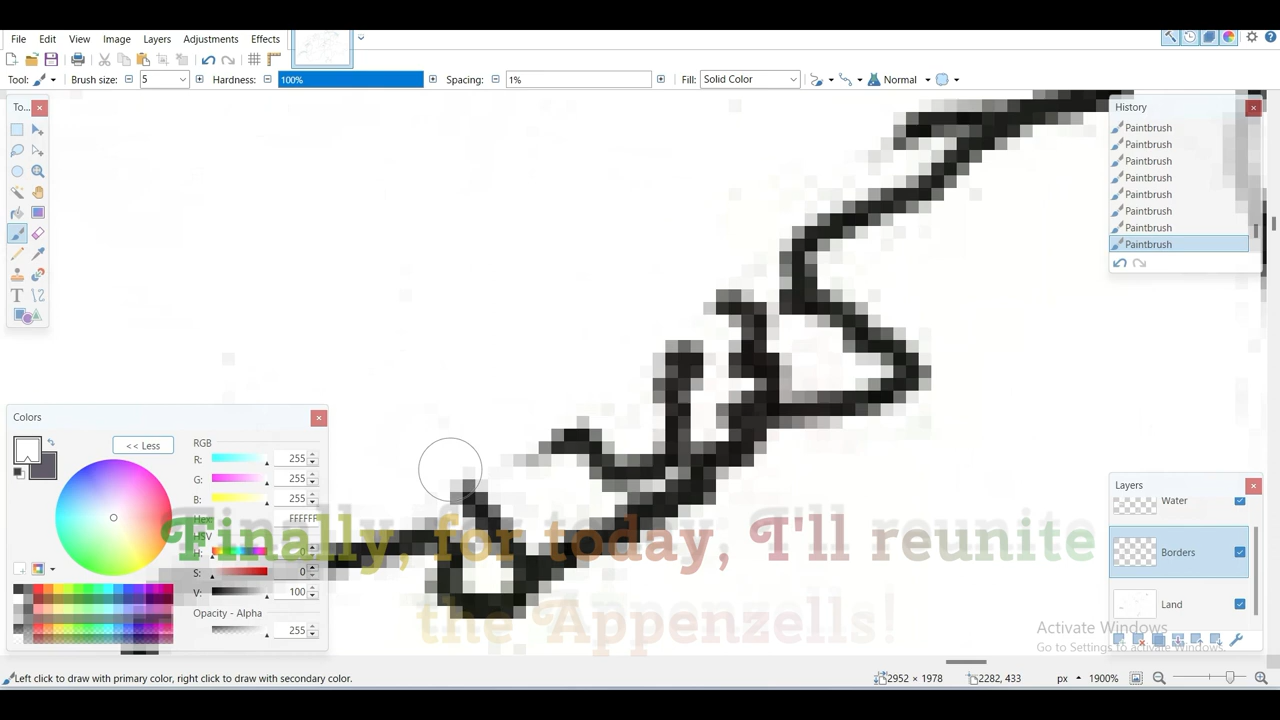 File Edit View Image Layers Adjustments Effects
Tool: Brush size: 5 Hardness: 100% Spacing: 1% Fill: Solid Color Normal
To...
History
Paintbrush
Paintbrush
Paintbrush
Paintbrush
Paintbrush
Paintbrush
Paintbrush
Paintbrush
Colors
<< Less
RGB
R: 255
G: 255
B: 255
Hex: FFFFFF
HSV
H: 0
S: 0
V: 100
Opacity - Alpha
255
Finally, for today, I'll reunite
the Appenzells!
Layers
Water
Borders
Land
Activate Windows
Go to Settings to activate Windows.
Left click to draw with primary color, right click to draw with secondary color. 2952 × 1978 2282, 433 px 1900%